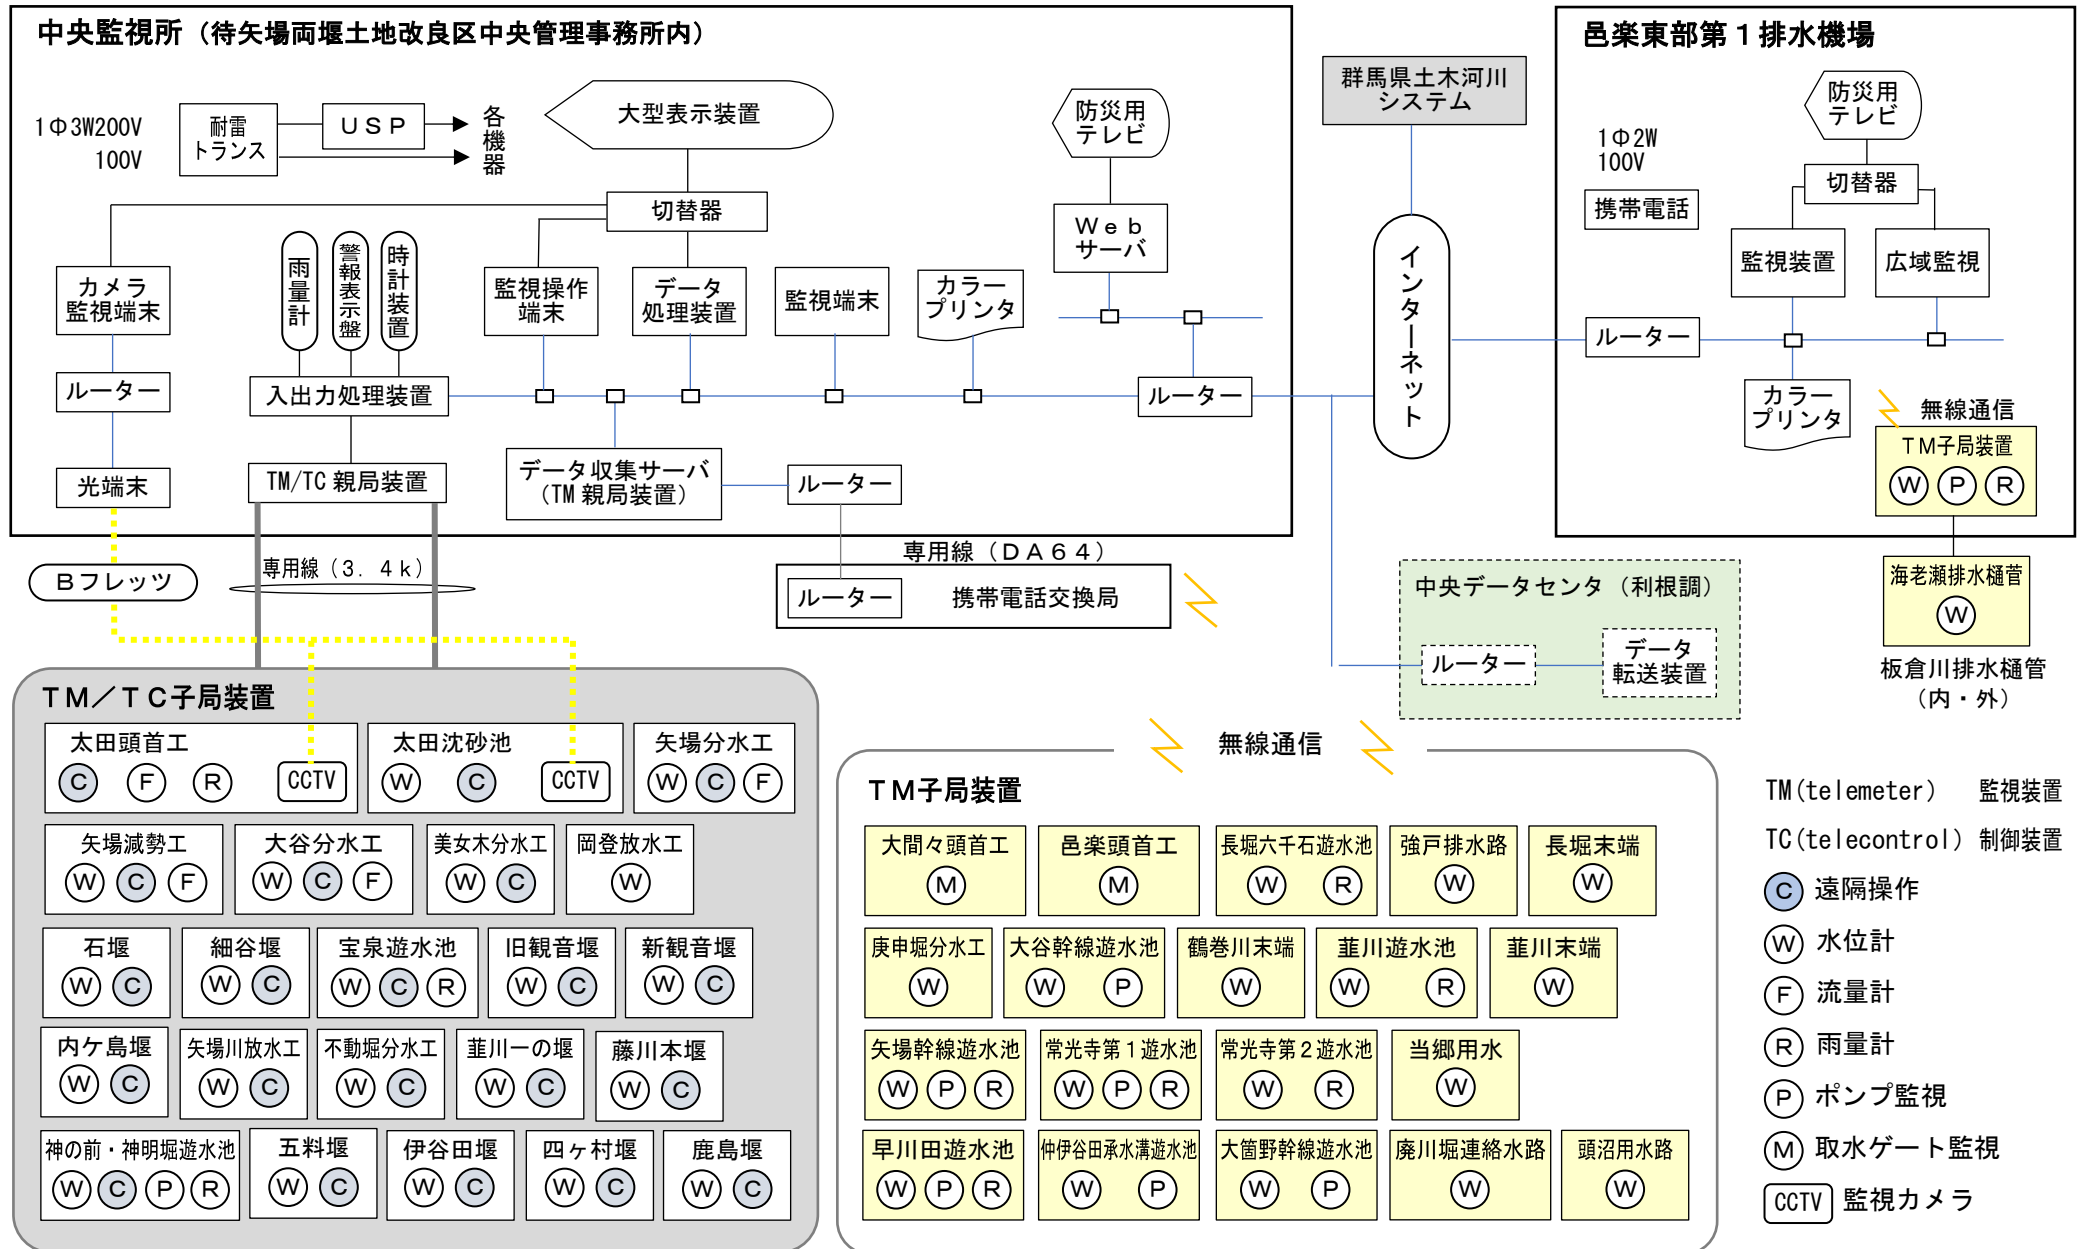 中央監視所（待矢場両堰土地改良区中央管理事務所内）
1Φ3W200V
100V
耐雷
トランス
ＵＳＰ
各機器
大型表示装置
切替器
防災用
テレビ
Ｗｅｂ
サーバ
カメラ
監視端末
雨量計
警報表示盤
時計装置
監視操作
端末
データ
処理装置
監視端末
カラー
プリンタ
ルーター
入出力処理装置
ルーター
光端末
TM/TC 親局装置
データ収集サーバ
（TM 親局装置）
ルーター
群馬県土木河川
システム
インターネット
邑楽東部第１排水機場
防災用
テレビ
1Φ2W
100V
切替器
携帯電話
監視装置
広域監視
ルーター
カラー
プリンタ
無線通信
ＴＭ子局装置
W P R
海老瀬排水樋菅
W
板倉川排水樋管
（内・外）
Ｂフレッツ
専用線（３．４ｋ）
専用線（ＤＡ６４）
ルーター
携帯電話交換局
中央データセンタ（利根調）
ルーター
データ
転送装置
ＴＭ／ＴＣ子局装置
太田頭首工
C F R CCTV
太田沈砂池
W C CCTV
矢場分水工
W C F
矢場減勢工
W C F
大谷分水工
W C F
美女木分水工
W C
岡登放水工
W
石堰
W C
細谷堰
W C
宝泉遊水池
W C R
旧観音堰
W C
新観音堰
W C
内ケ島堰
W C
矢場川放水工
W C
不動堀分水工
W C
韮川一の堰
W C
藤川本堰
W C
神の前・神明堀遊水池
W C P R
五料堰
W C
伊谷田堰
W C
四ヶ村堰
W C
鹿島堰
W C
無線通信
ＴＭ子局装置
大間々頭首工
M
邑楽頭首工
M
長堀六千石遊水池
W R
強戸排水路
W
長堀末端
W
庚申堀分水工
W
大谷幹線遊水池
W P
鶴巻川末端
W
韮川遊水池
W R
韮川末端
W
矢場幹線遊水池
W P R
常光寺第１遊水池
W P R
常光寺第２遊水池
W R
当郷用水
W
早川田遊水池
W P R
仲伊谷田承水溝遊水池
W P
大箇野幹線遊水池
W P
廃川堀連絡水路
W
頭沼用水路
W
TM(telemeter) 監視装置
TC(telecontrol) 制御装置
C 遠隔操作
W 水位計
F 流量計
R 雨量計
P ポンプ監視
M 取水ゲート監視
CCTV 監視カメラ